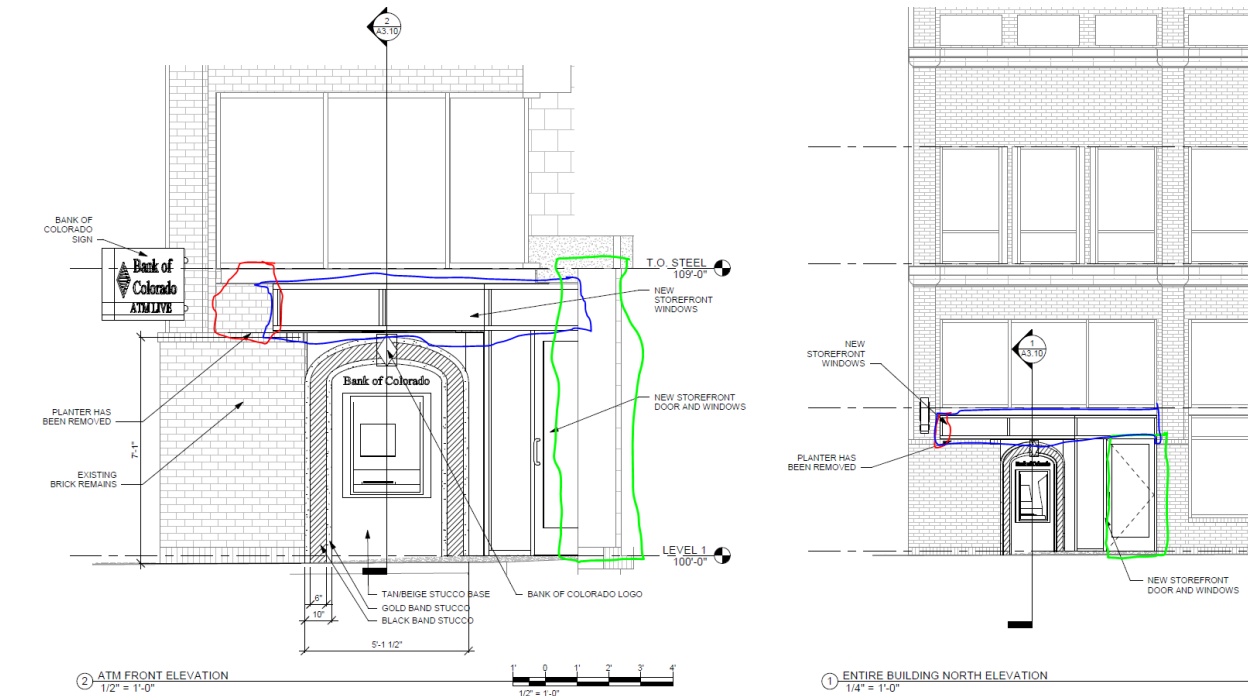 2
A3.10
BANK OF
COLORADO
SIGN
Bank of
Colorado
ATM LIVE
T.O. STEEL
109'-0"
NEW
STOREFRONT
WINDOWS
Bank of Colorado
NEW STOREFRONT
DOOR AND WINDOWS
PLANTER HAS
BEEN REMOVED
7'-1"
EXISTING
BRICK REMAINS
LEVEL 1
100'-0"
TAN/BEIGE STUCCO BASE
GOLD BAND STUCCO
BLACK BAND STUCCO
BANK OF COLORADO LOGO
6"
10"
5'-1 1/2"
2 ATM FRONT ELEVATION
1/2" = 1'-0"
1' 0 1' 2' 3' 4'
1/2" = 1'-0"
1
A3.10
NEW
STOREFRONT
WINDOWS
PLANTER HAS
BEEN REMOVED
Bank of Colorado
NEW STOREFRONT
DOOR AND WINDOWS
1 ENTIRE BUILDING NORTH ELEVATION
1/4" = 1'-0"